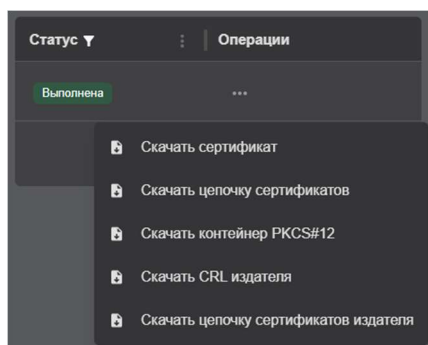 Статус
Операции
Выполнена
Скачать сертификат
Скачать цепочку сертификатов
Скачать контейнер PKCS#12
Скачать CRL издателя
Скачать цепочку сертификатов издателя